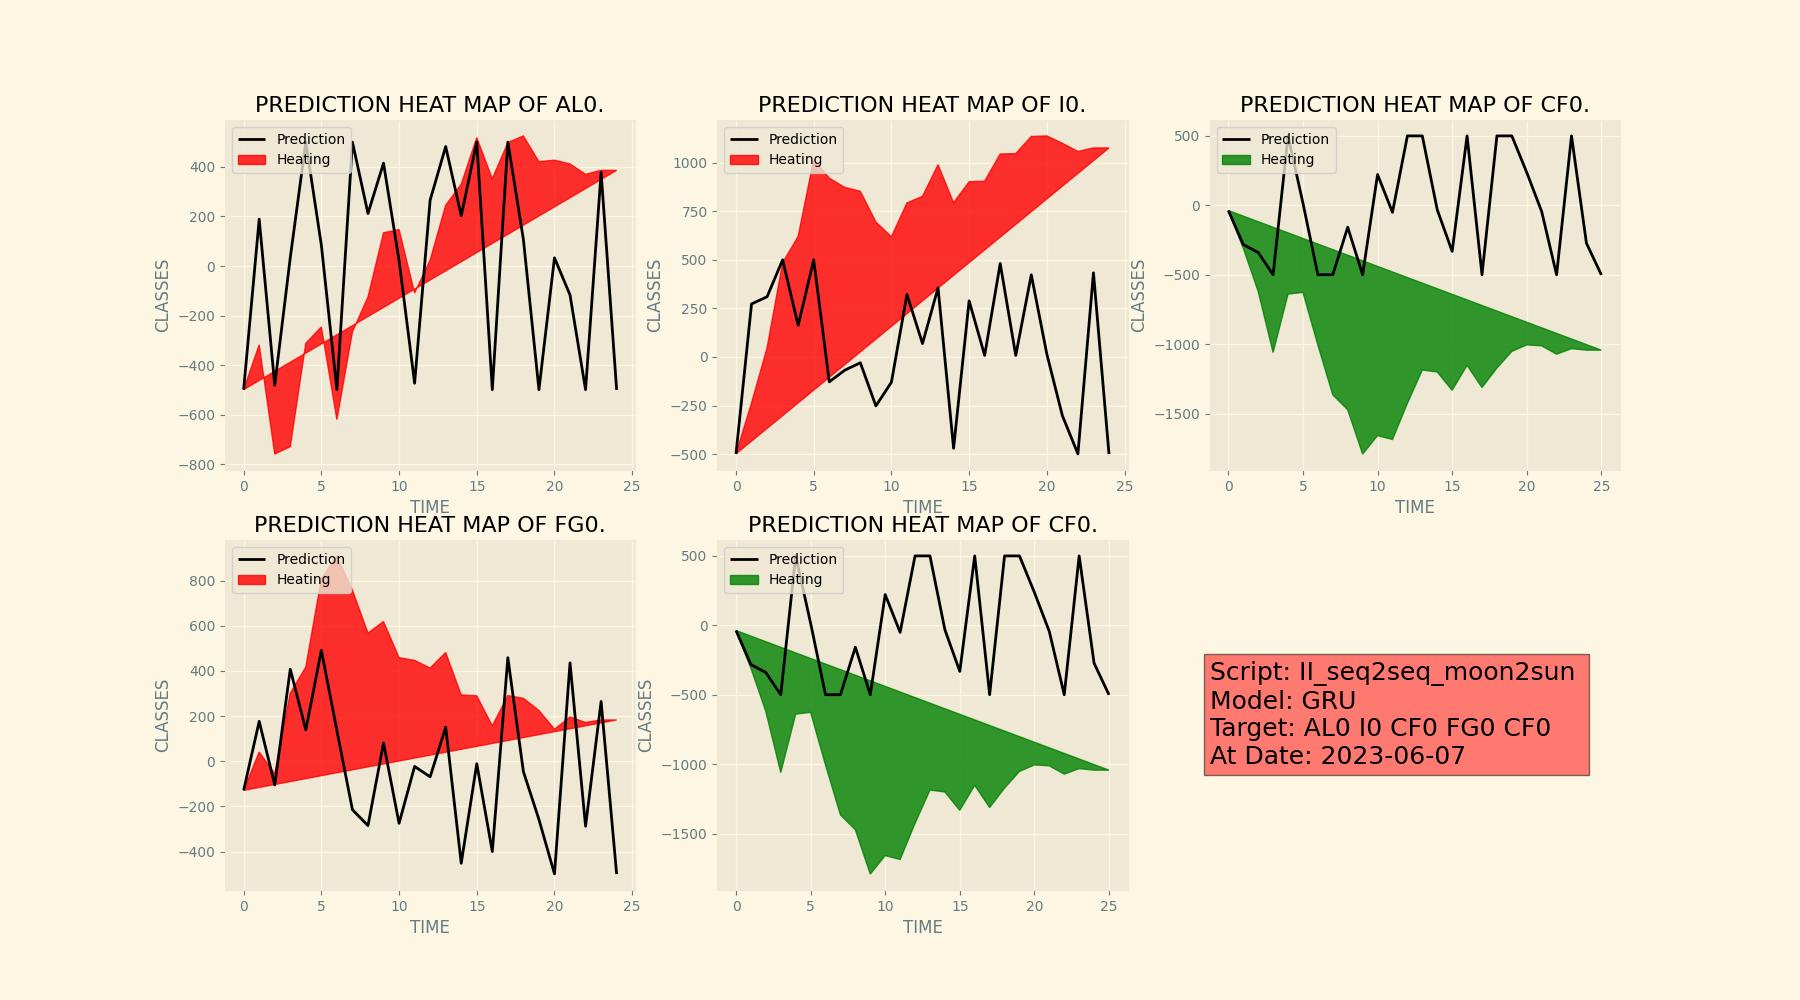 PREDICTION HEAT MAP OF AL0.
Prediction
Heating
400
200
0
−200
−400
−600
−800
CLASSES
0 5 10 15 20 25
TIME
PREDICTION HEAT MAP OF I0.
Prediction
Heating
1000
750
500
250
0
−250
−500
CLASSES
0 5 10 15 20 25
TIME
PREDICTION HEAT MAP OF CF0.
Prediction
Heating
500
0
−500
−1000
−1500
CLASSES
0 5 10 15 20 25
TIME
PREDICTION HEAT MAP OF FG0.
Prediction
Heating
800
600
400
200
0
−200
−400
CLASSES
0 5 10 15 20 25
TIME
PREDICTION HEAT MAP OF CF0.
Prediction
Heating
500
0
−500
−1000
−1500
CLASSES
0 5 10 15 20 25
TIME
Script: II_seq2seq_moon2sun
Model: GRU
Target: AL0 I0 CF0 FG0 CF0
At Date: 2023-06-07